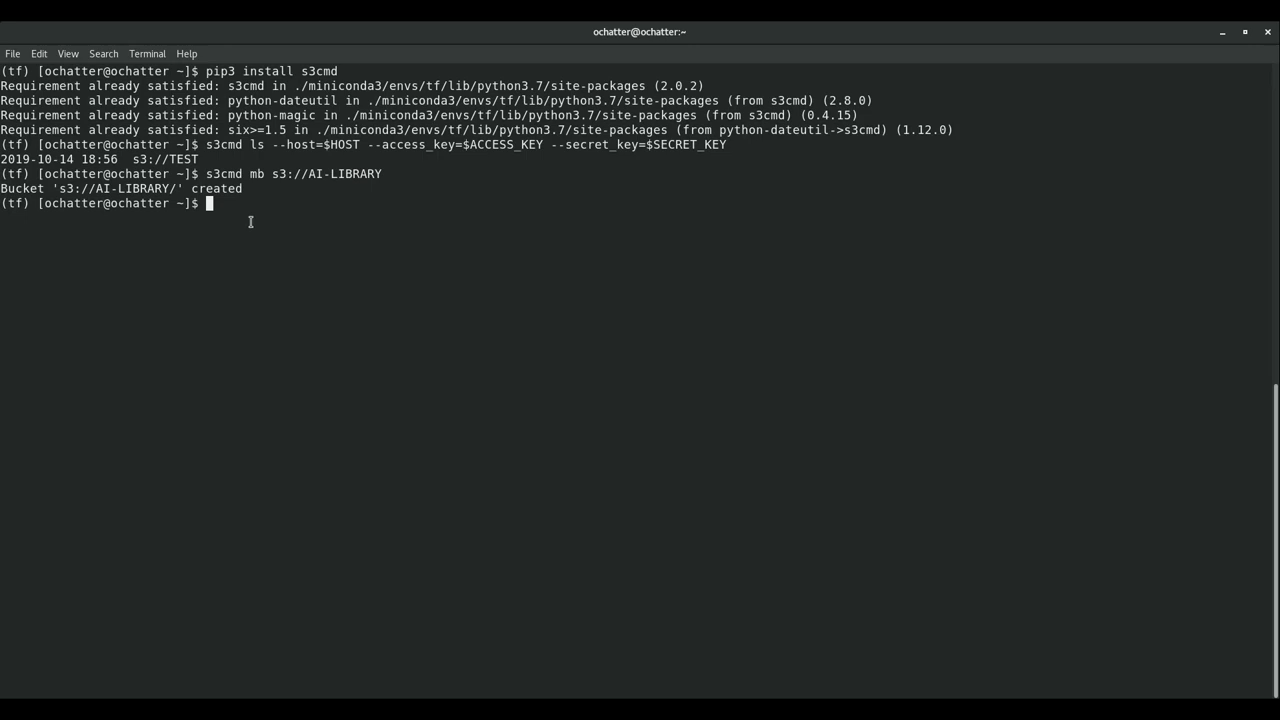 ochatter@ochatter:~
File Edit View Search Terminal Help
(tf) [ochatter@ochatter ~]$ pip3 install s3cmd
Requirement already satisfied: s3cmd in ./miniconda3/envs/tf/lib/python3.7/site-packages (2.0.2)
Requirement already satisfied: python-dateutil in ./miniconda3/envs/tf/lib/python3.7/site-packages (from s3cmd) (2.8.0)
Requirement already satisfied: python-magic in ./miniconda3/envs/tf/lib/python3.7/site-packages (from s3cmd) (0.4.15)
Requirement already satisfied: six>=1.5 in ./miniconda3/envs/tf/lib/python3.7/site-packages (from python-dateutil->s3cmd) (1.12.0)
(tf) [ochatter@ochatter ~]$ s3cmd ls --host=$HOST --access_key=$ACCESS_KEY --secret_key=$SECRET_KEY
2019-10-14 18:56  s3://TEST
(tf) [ochatter@ochatter ~]$ s3cmd mb s3://AI-LIBRARY
Bucket 's3://AI-LIBRARY/' created
(tf) [ochatter@ochatter ~]$